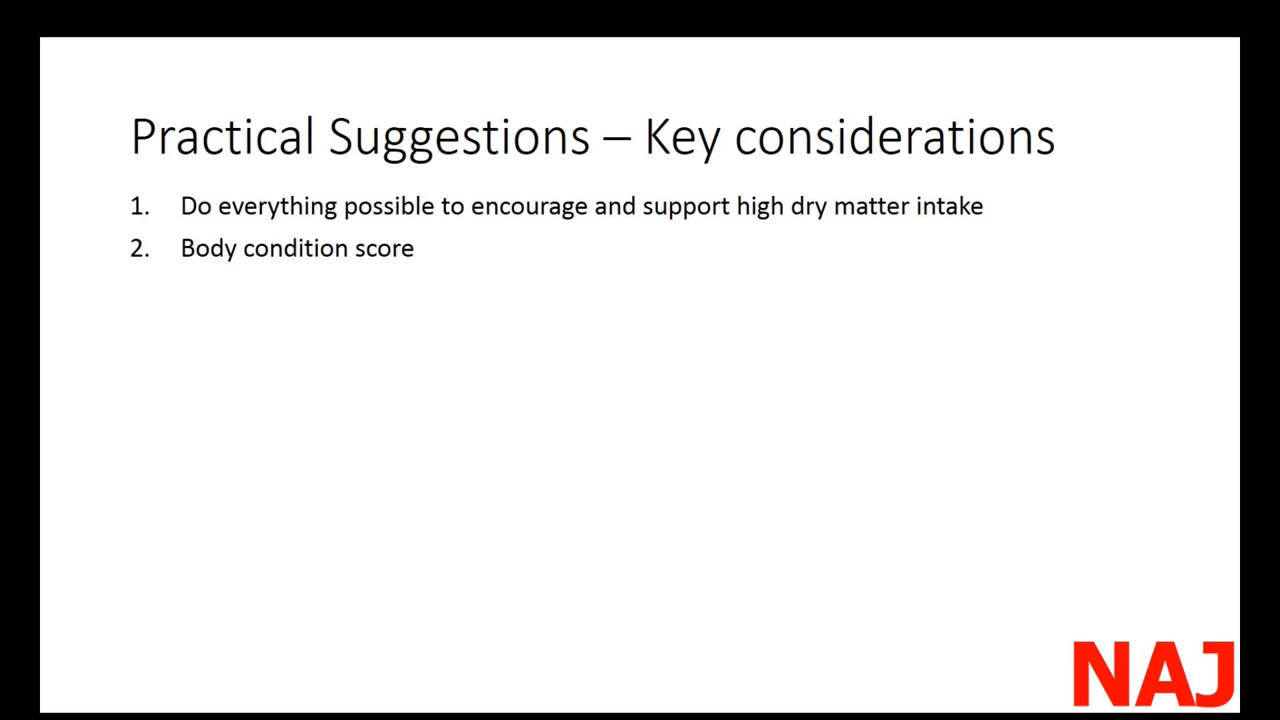 Practical Suggestions – Key considerations
1. Do everything possible to encourage and support high dry matter intake
2. Body condition score
NAJ